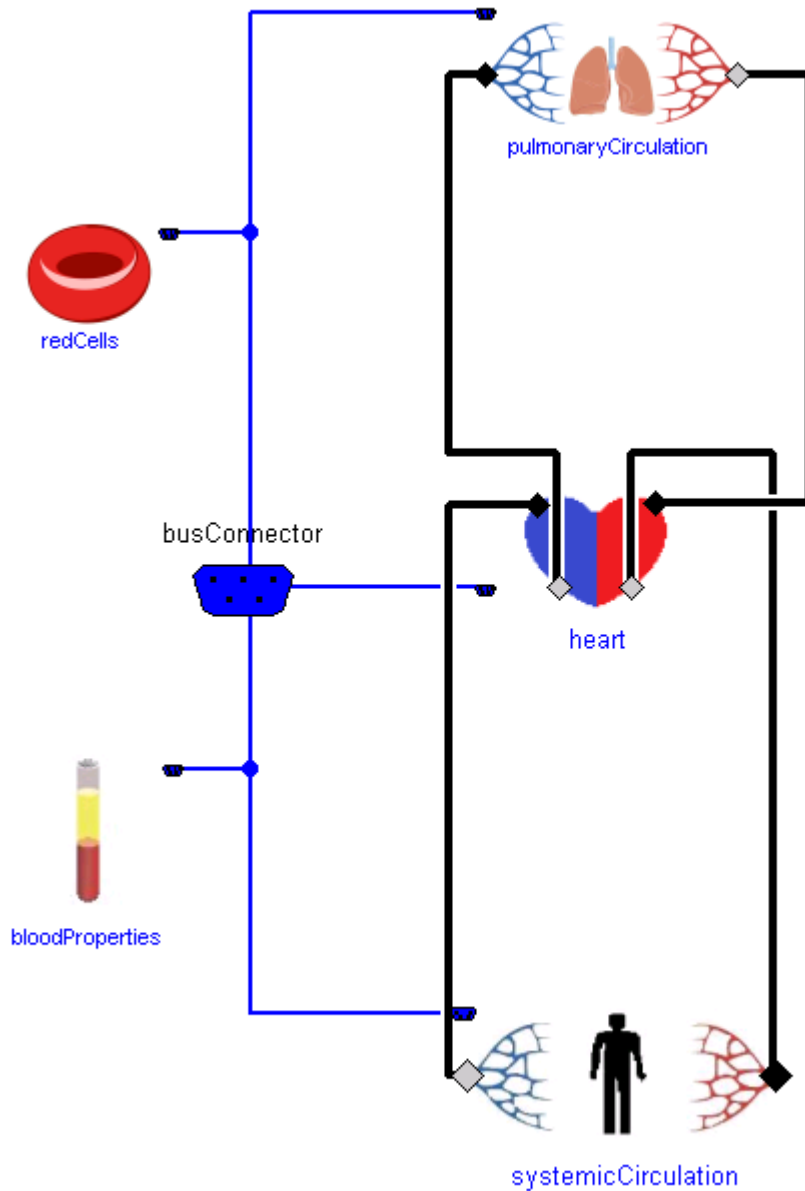 pulmonaryCirculation
redCells
busConnector
heart
bloodProperties
systemicCirculation